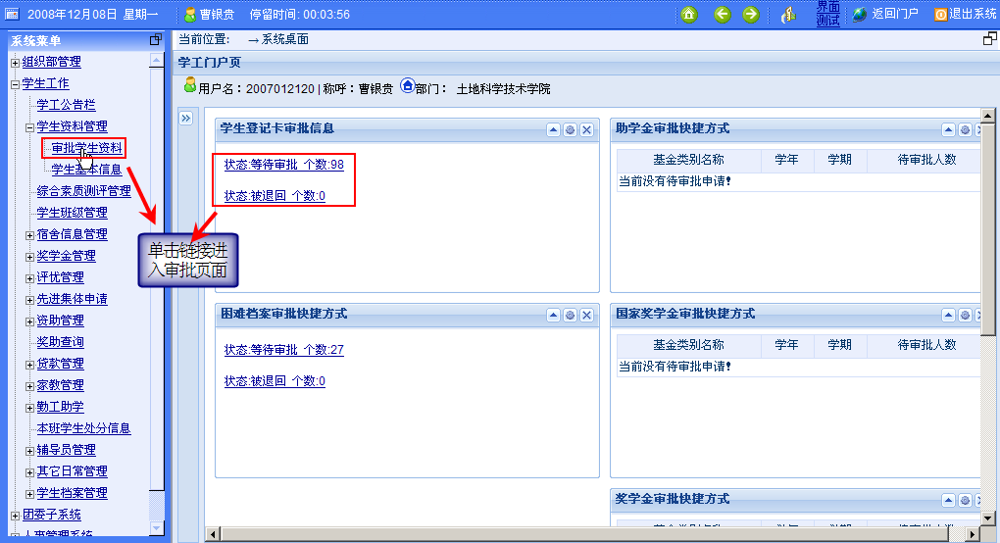 2008年12月08日 星期一 曹银贵 停留时间: 00:03:56 界面测试 返回门户 退出系统
系统菜单
组织部管理
学生工作
学工公告栏
学生资料管理
审批学生资料
学生基本信息
综合素质测评管理
学生班级管理
宿舍信息管理
奖学金管理
评优管理
先进集体申请
资助管理
奖助查询
贷款管理
家教管理
勤工助学
本班学生处分信息
辅导员管理
其它日常管理
学生档案管理
团委子系统
人事管理系统
当前位置: →系统桌面
学工门户页
用户名：2007012120 | 称呼：曹银贵 部门： 土地科学技术学院
学生登记卡审批信息
状态:等待审批 个数:98
状态:被退回 个数:0
单击链接进
入审批页面
助学金审批快捷方式
基金类别名称 学年 学期 待审批人数
当前没有待审批申请!
困难档案审批快捷方式
状态:等待审批 个数:27
状态:被退回 个数:0
国家奖学金审批快捷方式
基金类别名称 学年 学期 待审批人数
当前没有待审批申请!
奖学金审批快捷方式